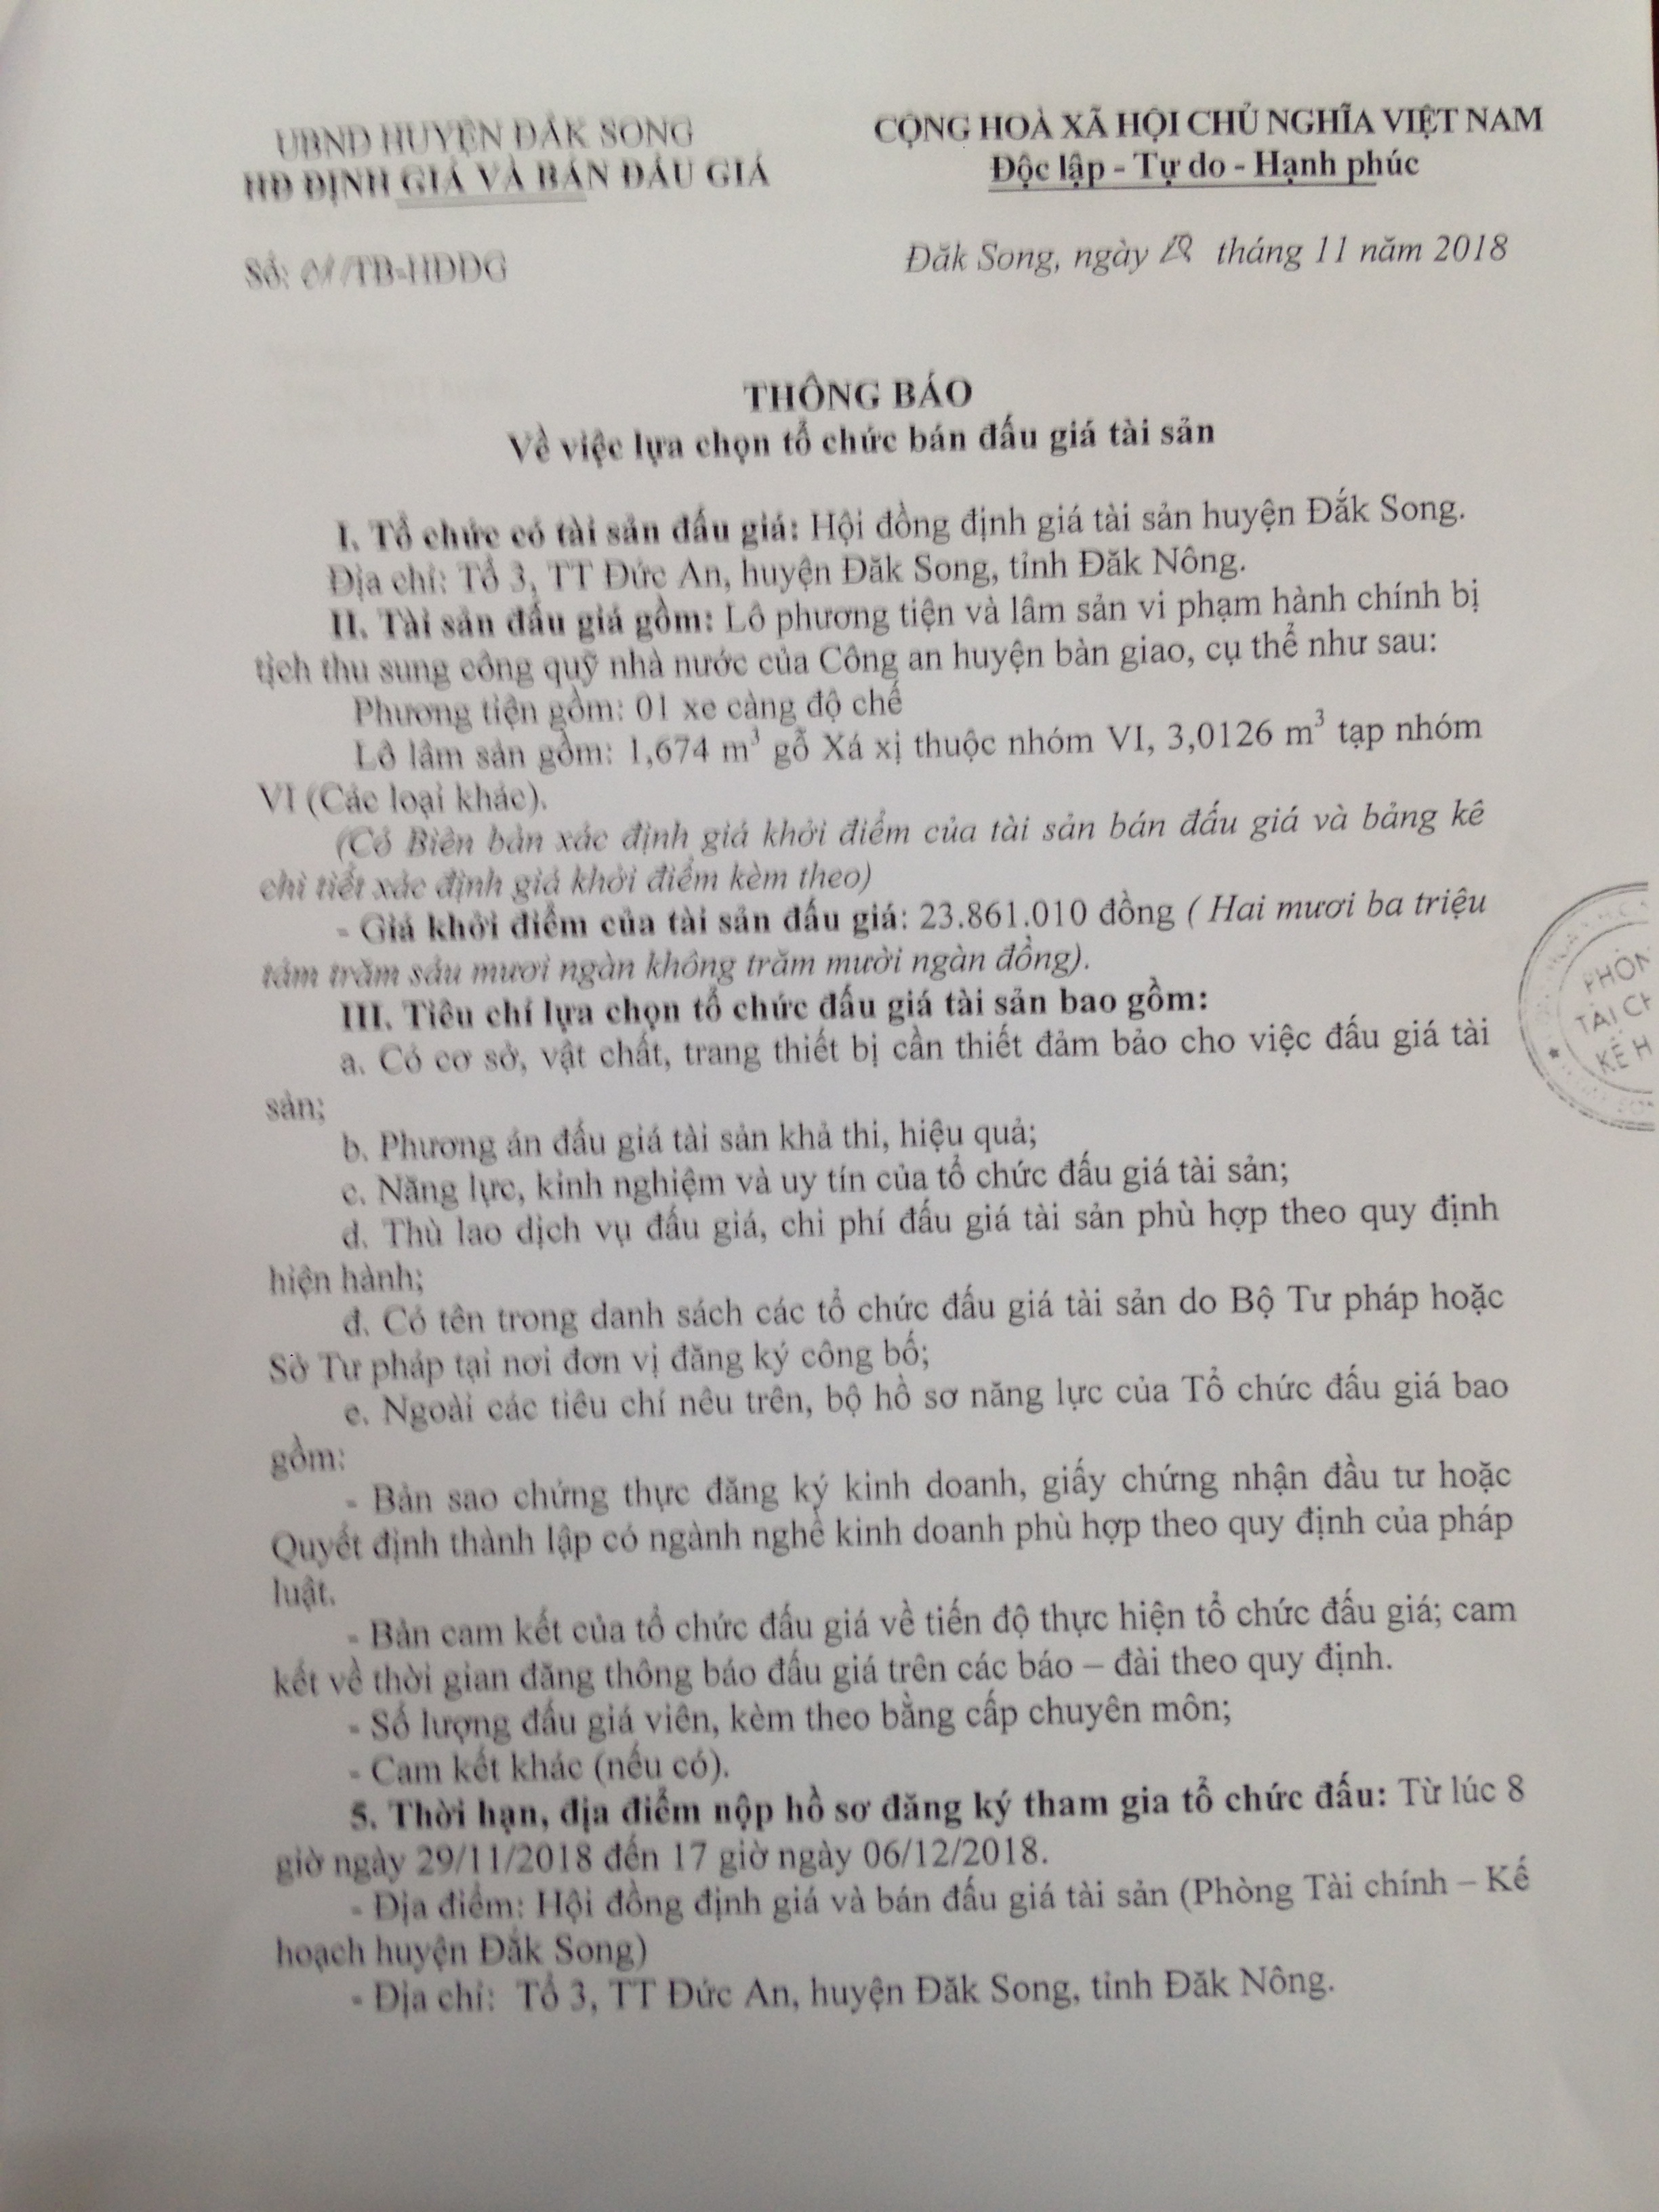 UBND HUYỆN ĐĂK SONG
HĐ ĐỊNH GIÁ VÀ BÁN ĐẤU GIÁ
CỘNG HOÀ XÃ HỘI CHỦ NGHĨA VIỆT NAM
Độc lập - Tự do - Hạnh phúc
Số: /TB-HĐĐG
Đăk Song, ngày tháng 11 năm 2018
THÔNG BÁO
Về việc lựa chọn tổ chức bán đấu giá tài sản
I. Tổ chức có tài sản đấu giá: Hội đồng định giá tài sản huyện Đắk Song.
Địa chỉ: Tổ 3, TT Đức An, huyện Đăk Song, tỉnh Đăk Nông.
II. Tài sản đấu giá gồm: Lô phương tiện và lâm sản vi phạm hành chính bị
tịch thu sung công quỹ nhà nước của Công an huyện bàn giao, cụ thể như sau:
Phương tiện gồm: 01 xe càng độ chế
Lô lâm sản gồm: 1,674 m³ gỗ Xá xị thuộc nhóm VI, 3,0126 m³ tạp nhóm
VI (Các loại khác).
(Có Biên bản xác định giá khởi điểm của tài sản bán đấu giá và bảng kê
chi tiết xác định giá khởi điểm kèm theo)
- Giá khởi điểm của tài sản đấu giá: 23.861.010 đồng ( Hai mươi ba triệu
tám trăm sáu mươi ngàn không trăm mười ngàn đồng).
III. Tiêu chí lựa chọn tổ chức đấu giá tài sản bao gồm:
a. Có cơ sở, vật chất, trang thiết bị cần thiết đảm bảo cho việc đấu giá tài
sản;
b. Phương án đấu giá tài sản khả thi, hiệu quả;
c. Năng lực, kinh nghiệm và uy tín của tổ chức đấu giá tài sản;
d. Thù lao dịch vụ đấu giá, chi phí đấu giá tài sản phù hợp theo quy định
hiện hành;
đ. Có tên trong danh sách các tổ chức đấu giá tài sản do Bộ Tư pháp hoặc
Sở Tư pháp tại nơi đơn vị đăng ký công bố;
e. Ngoài các tiêu chí nêu trên, bộ hồ sơ năng lực của Tổ chức đấu giá bao
gồm:
- Bản sao chứng thực đăng ký kinh doanh, giấy chứng nhận đầu tư hoặc
Quyết định thành lập có ngành nghề kinh doanh phù hợp theo quy định của pháp
luật.
- Bản cam kết của tổ chức đấu giá về tiến độ thực hiện tổ chức đấu giá; cam
kết về thời gian đăng thông báo đấu giá trên các báo – đài theo quy định.
- Số lượng đấu giá viên, kèm theo bằng cấp chuyên môn;
- Cam kết khác (nếu có).
5. Thời hạn, địa điểm nộp hồ sơ đăng ký tham gia tổ chức đấu: Từ lúc 8
giờ ngày 29/11/2018 đến 17 giờ ngày 06/12/2018.
- Địa điểm: Hội đồng định giá và bán đấu giá tài sản (Phòng Tài chính – Kế
hoạch huyện Đắk Song)
- Địa chỉ: Tổ 3, TT Đức An, huyện Đăk Song, tỉnh Đăk Nông.
PHÒN
TÀI CH
KẾ H